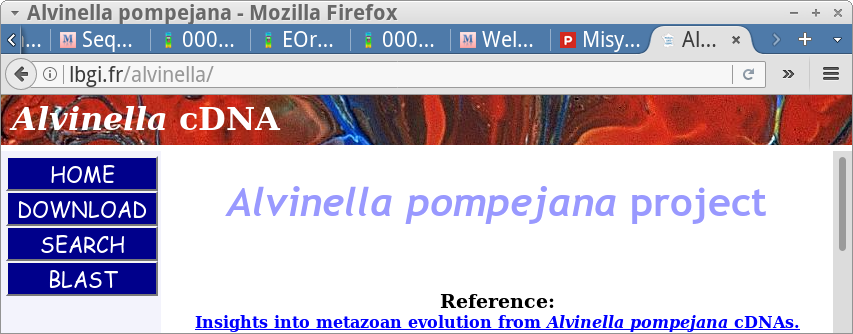 Alvinella pompejana - Mozilla Firefox
... Seq... 000... EOr... 000... Wel... Misy... Al...
lbgi.fr/alvinella/
Alvinella cDNA
HOME
DOWNLOAD
SEARCH
BLAST
Alvinella pompejana project
Reference:
Insights into metazoan evolution from Alvinella pompejana cDNAs.